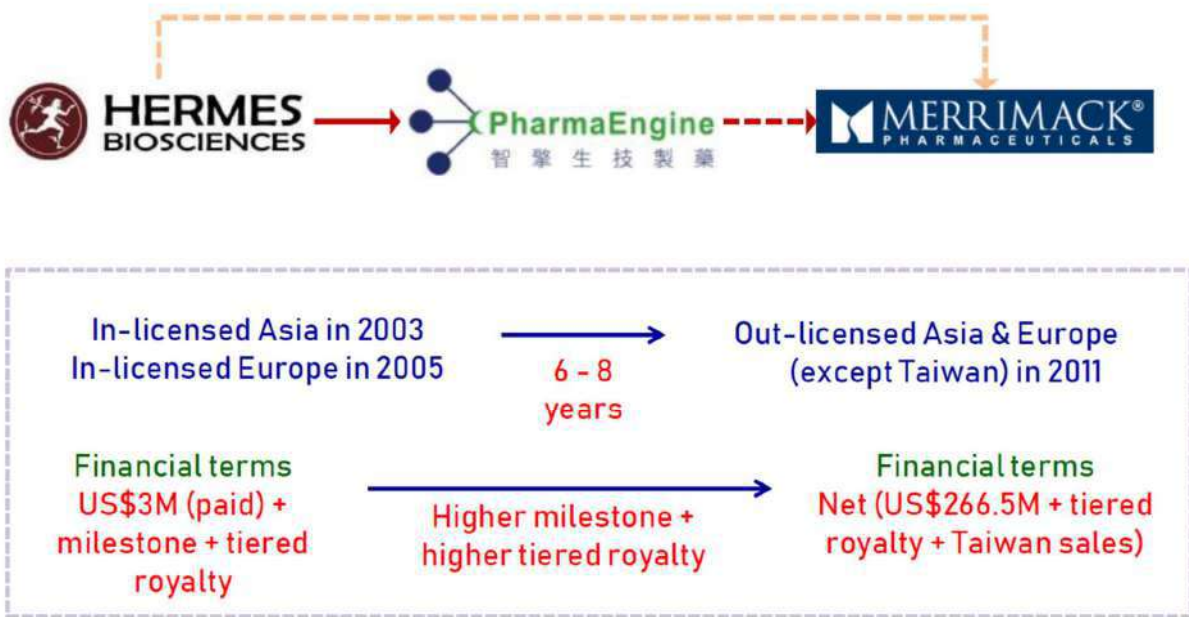 HERMES
BIOSCIENCES
PharmaEngine
智擎生技製藥
MERRIMACK®
PHARMACEUTICALS
In-licensed Asia in 2003
In-licensed Europe in 2005
6 - 8
years
Out-licensed Asia & Europe
(except Taiwan) in 2011
Financial terms
US$3M (paid) +
milestone + tiered
royalty
Higher milestone +
higher tiered royalty
Financial terms
Net (US$266.5M + tiered
royalty + Taiwan sales)